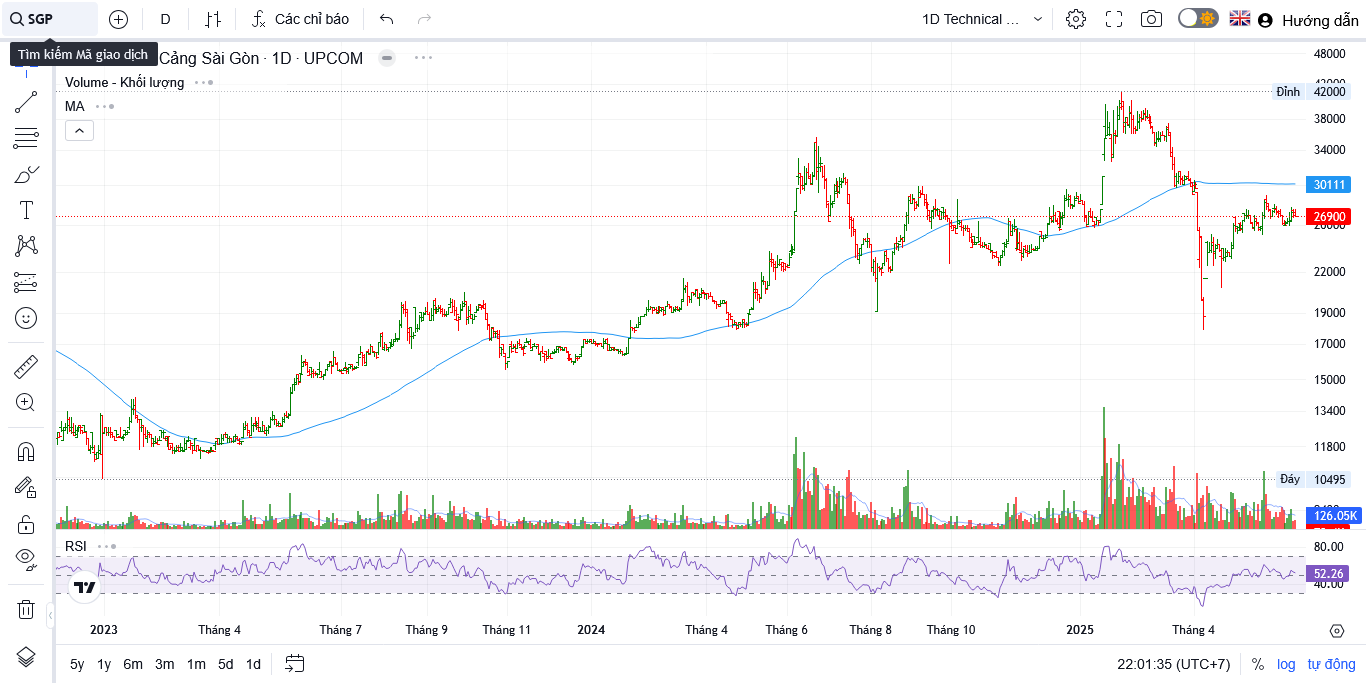 SGP
D
Các chỉ báo
1D Technical ...
Hướng dẫn
Tìm kiếm Mã giao dịch
Cảng Sài Gòn · 1D · UPCOM
Volume - Khối lượng
MA
48000
Đỉnh 42000
38000
34000
30111
26900
22000
19000
17000
15000
13400
11800
Đáy 10495
126.05K
RSI
80.00
52.26
40.00
2023 Tháng 4 Tháng 7 Tháng 9 Tháng 11 2024 Tháng 4 Tháng 6 Tháng 8 Tháng 10 2025 Tháng 4
5y 1y 6m 3m 1m 5d 1d
22:01:35 (UTC+7) % log tự động